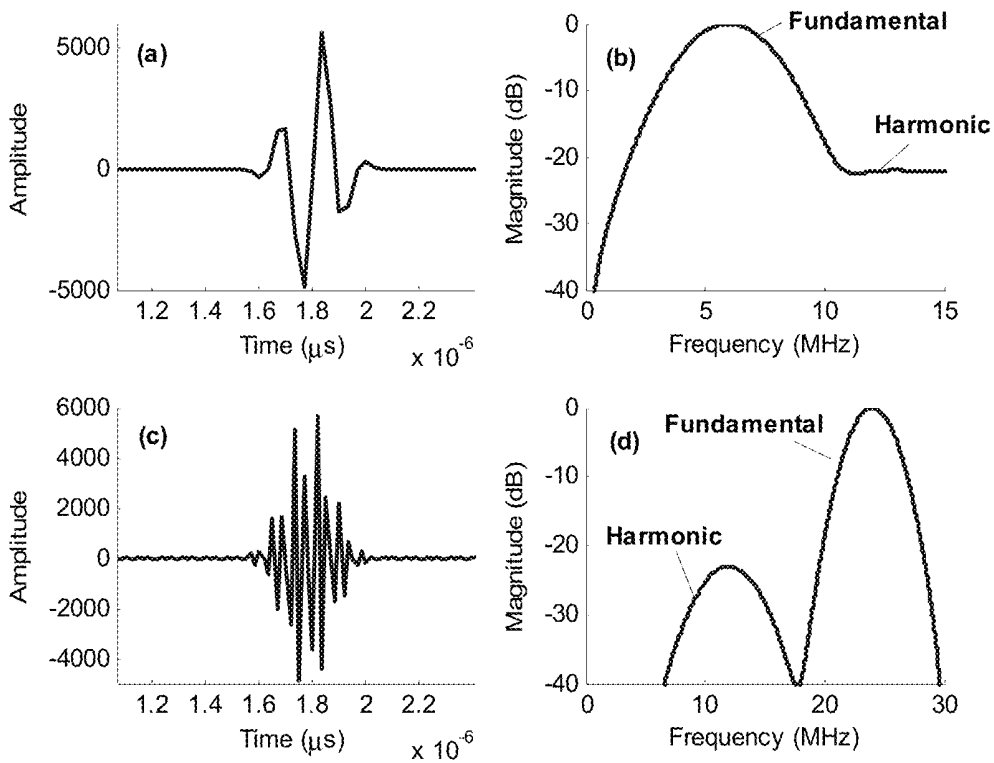 (a)
Amplitude
5000
0
-5000
1.2 1.4 1.6 1.8 2 2.2
Time (μs)
x 10-6
(b)
Magnitude (dB)
0
-10
-20
-30
-40
Fundamental
Harmonic
0 5 10 15
Frequency (MHz)
(c)
Amplitude
6000
4000
2000
0
-2000
-4000
1.2 1.4 1.6 1.8 2 2.2
Time (μs)
x 10-6
(d)
Magnitude (dB)
0
-10
-20
-30
-40
Fundamental
Harmonic
0 10 20 30
Frequency (MHz)